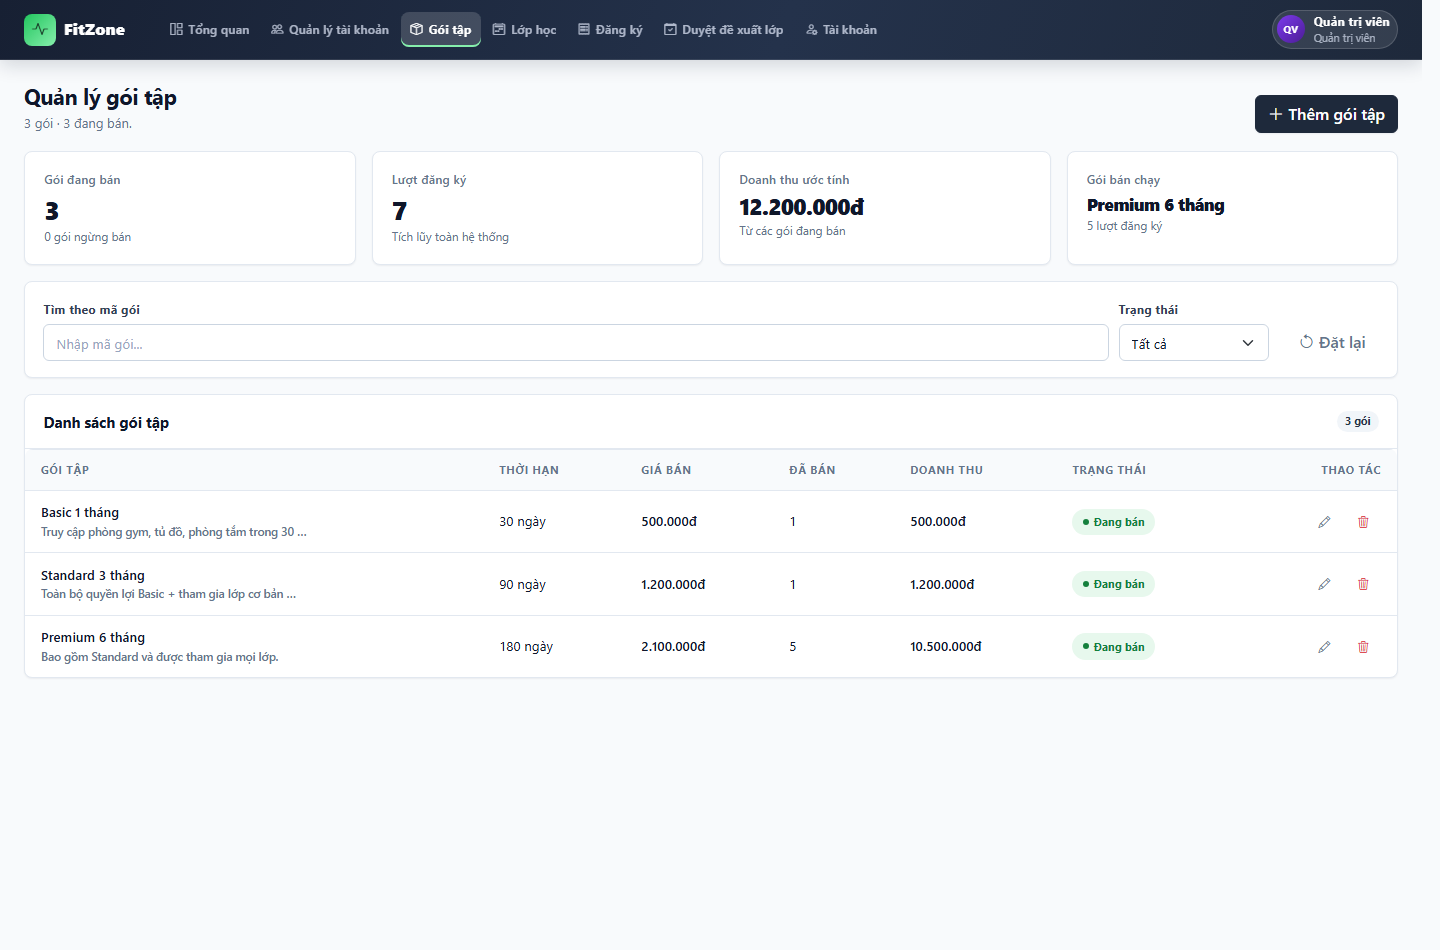 FitZone
Tổng quan
Quản lý tài khoản
Gói tập
Lớp học
Đăng ký
Duyệt đề xuất lớp
Tài khoản
QV
Quản trị viên
Quản trị viên
Quản lý gói tập
3 gói · 3 đang bán.
Thêm gói tập
Gói đang bán
3
0 gói ngừng bán
Lượt đăng ký
7
Tích lũy toàn hệ thống
Doanh thu ước tính
12.200.000đ
Từ các gói đang bán
Gói bán chạy
Premium 6 tháng
5 lượt đăng ký
Tìm theo mã gói
Nhập mã gói...
Trạng thái
Tất cả
Đặt lại
Danh sách gói tập
3 gói
GÓI TẬP THỜI HẠN GIÁ BÁN ĐÃ BÁN DOANH THU TRẠNG THÁI THAO TÁC
Basic 1 tháng
Truy cập phòng gym, tủ đồ, phòng tắm trong 30 ...
30 ngày 500.000đ 1 500.000đ Đang bán
Standard 3 tháng
Toàn bộ quyền lợi Basic + tham gia lớp cơ bản ...
90 ngày 1.200.000đ 1 1.200.000đ Đang bán
Premium 6 tháng
Bao gồm Standard và được tham gia mọi lớp.
180 ngày 2.100.000đ 5 10.500.000đ Đang bán